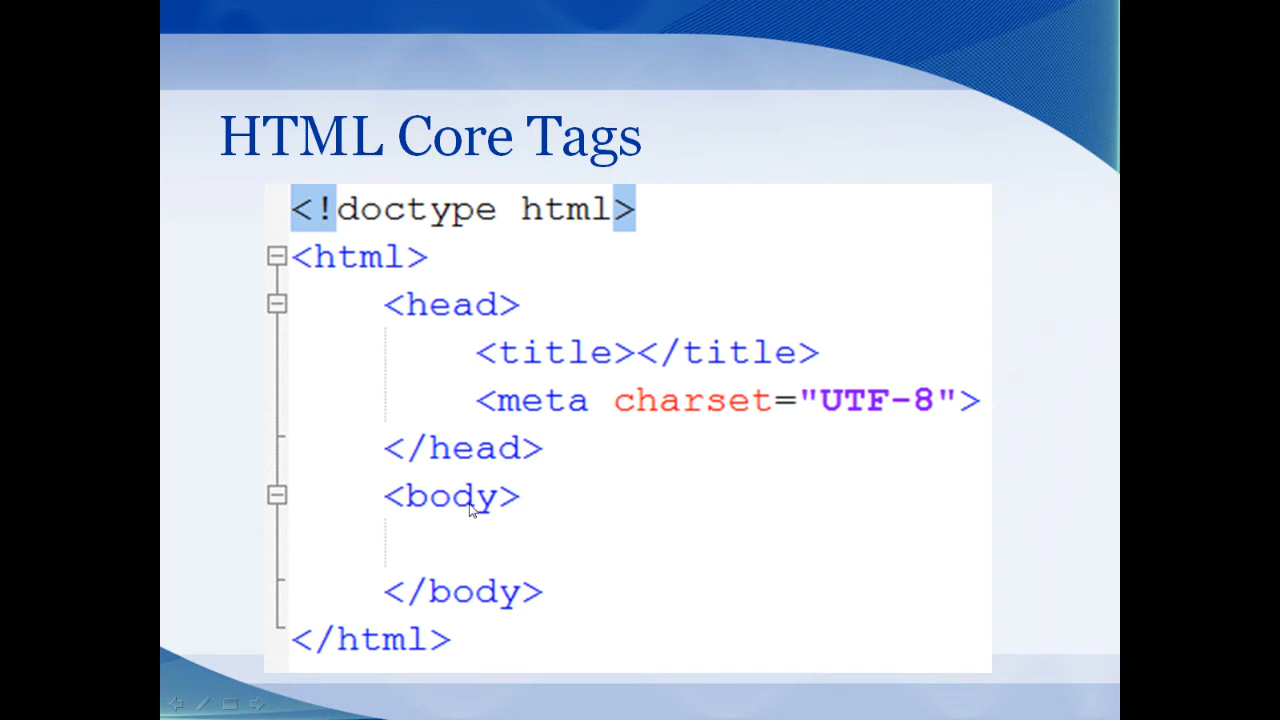 HTML Core Tags
<!doctype html>
<html>
<head>
<title></title>
<meta charset="UTF-8">
</head>
<body>
</body>
</html>